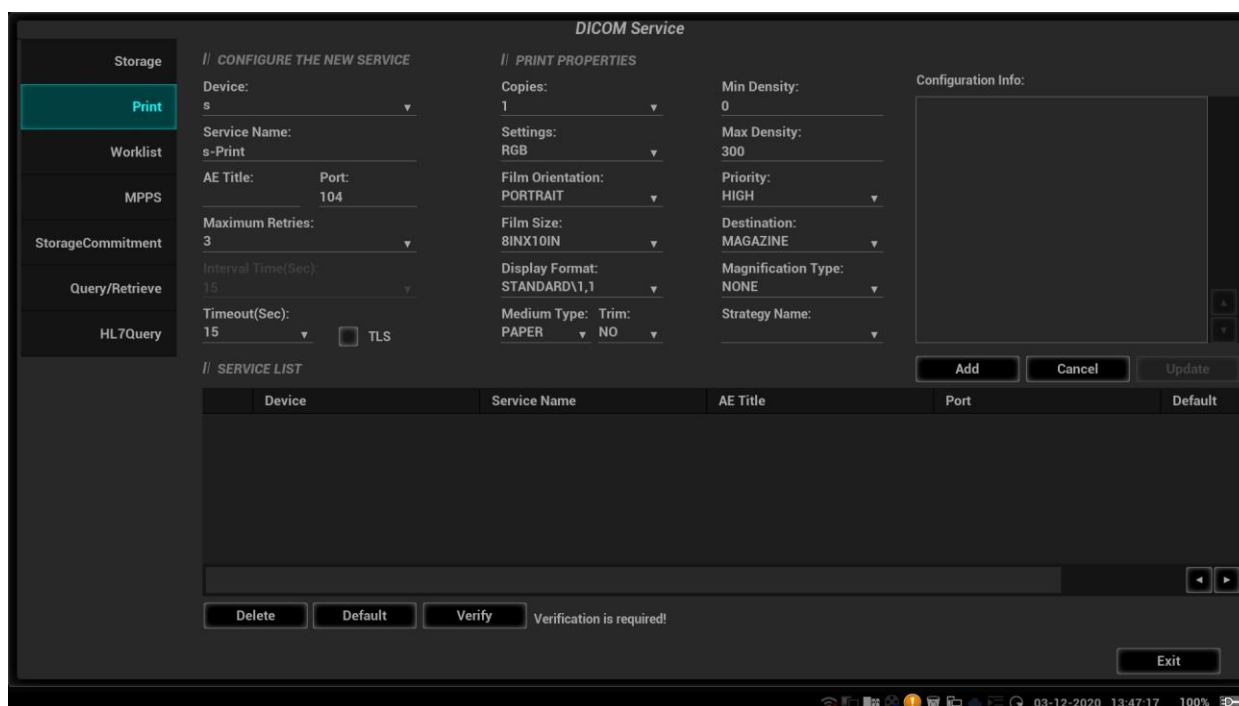 DICOM Service
Storage
Print
Worklist
MPPS
StorageCommitment
Query/Retrieve
HL7Query
// CONFIGURE THE NEW SERVICE
Device:
s
Service Name:
s-Print
AE Title: Port:
104
Maximum Retries:
3
Interval Time(Sec):
15
Timeout(Sec):
15
TLS
// PRINT PROPERTIES
Copies:
1
Settings:
RGB
Film Orientation:
PORTRAIT
Film Size:
8INX10IN
Display Format:
STANDARD\1,1
Medium Type: Trim:
PAPER NO
Min Density:
0
Max Density:
300
Priority:
HIGH
Destination:
MAGAZINE
Magnification Type:
NONE
Strategy Name:
Configuration Info:
Add Cancel Update
// SERVICE LIST
Device Service Name AE Title Port Default
Delete Default Verify Verification is required!
Exit
03-12-2020 13:47:17 100%